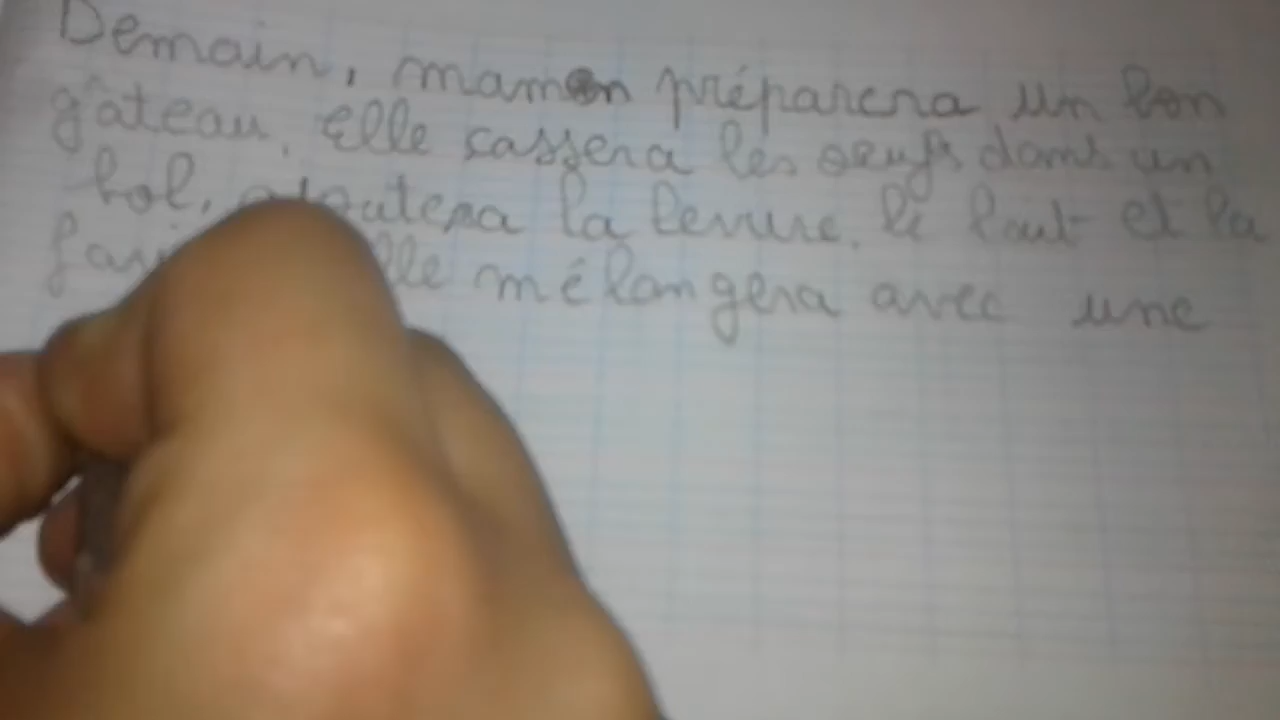 Demain, maman préparera un bon
gâteau. Elle cassera les oeufs dans un
bol, ajoutera la levure, le lait et la
mélangera avec une